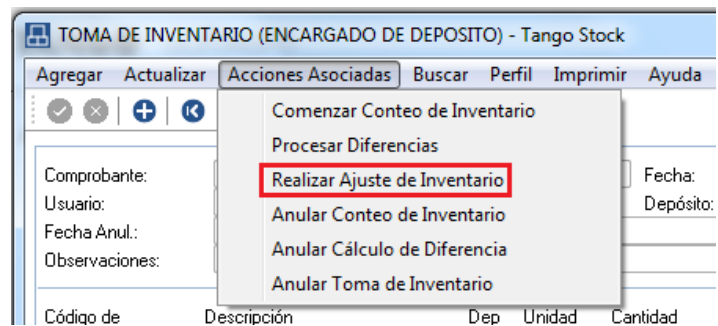 TOMA DE INVENTARIO (ENCARGADO DE DEPOSITO) - Tango Stock
Agregar Actualizar Acciones Asociadas Buscar Perfil Imprimir Ayuda
Comenzar Conteo de Inventario
Procesar Diferencias
Realizar Ajuste de Inventario
Anular Conteo de Inventario
Anular Cálculo de Diferencia
Anular Toma de Inventario
Comprobante: Fecha:
Usuario: Depósito:
Fecha Anul.:
Observaciones:
Código de Descripción Dep Unidad Cantidad